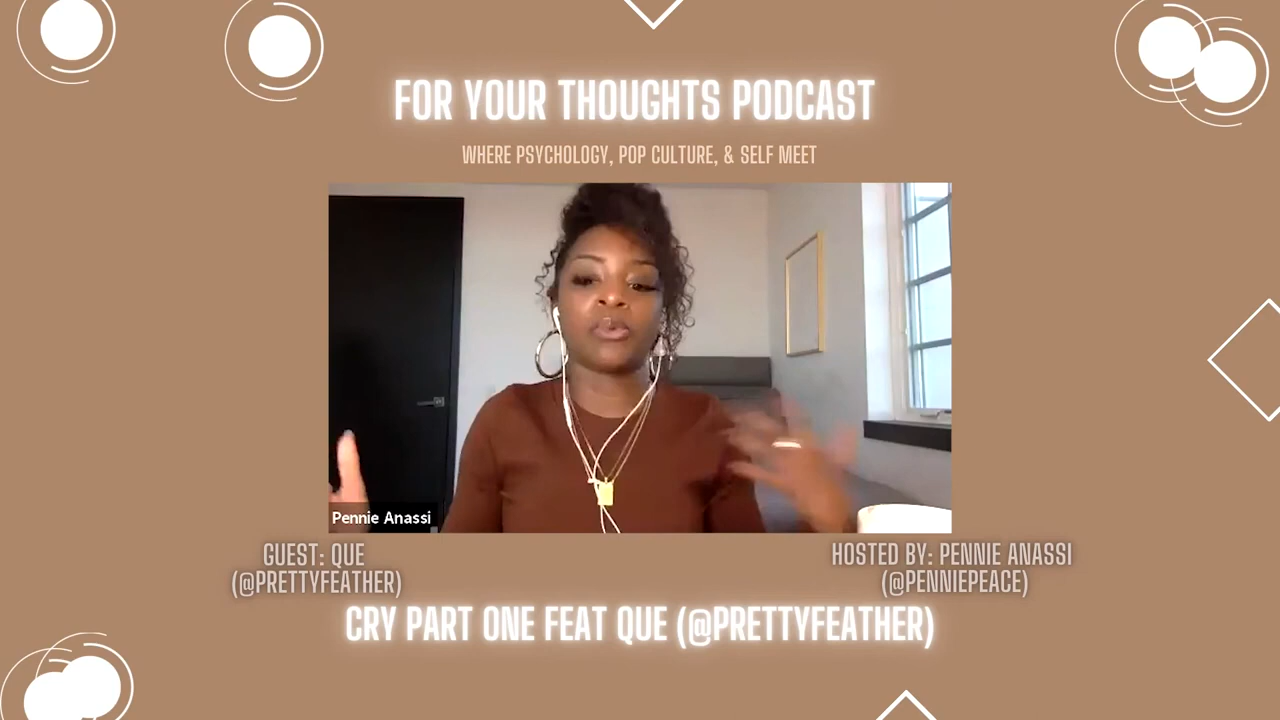 FOR YOUR THOUGHTS PODCAST
WHERE PSYCHOLOGY, POP CULTURE, & SELF MEET
Pennie Anassi
GUEST: QUE
(@PRETTYFEATHER)
HOSTED BY: PENNIE ANASSI
(@PENNIEPEACE)
CRY PART ONE FEAT QUE (@PRETTYFEATHER)